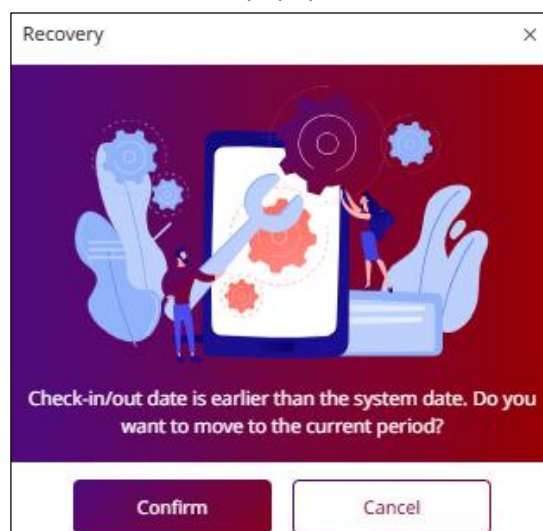 Recovery
Check-in/out date is earlier than the system date. Do you
want to move to the current period?
Confirm
Cancel